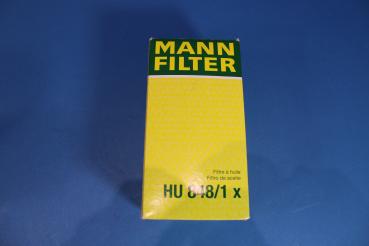 MANN
FILTER
Filtre à huile
Filtro de aceite
HU 848/1 x